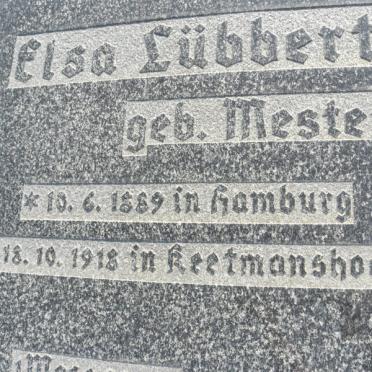 Elsa Lübbert
geb. Meste
* 10. 6. 1889 in Hamburg
18. 10. 1918 in Keetmansho